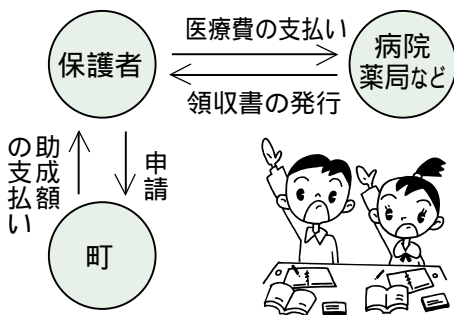 保護者
医療費の支払い
領収書の発行
病院
薬局など
助成額
の支払い
申請
町